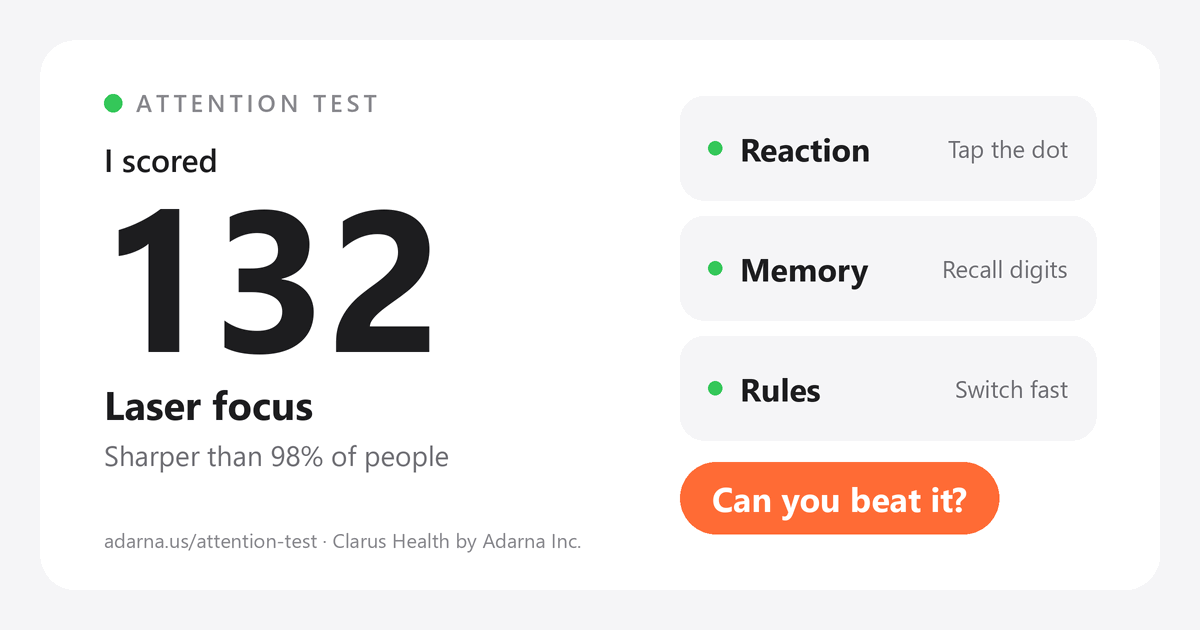 ATTENTION TEST
I scored
132
Laser focus
Sharper than 98% of people
adarna.us/attention-test · Clarus Health by Adarna Inc.
Reaction Tap the dot
Memory Recall digits
Rules Switch fast
Can you beat it?